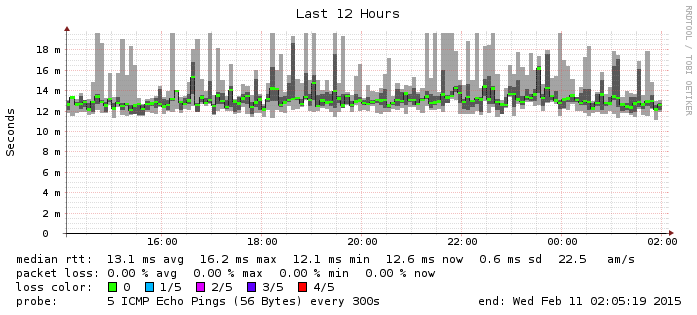 Last 12 Hours
RRDTOOL / TOBI OETIKER
Seconds
18 m
16 m
14 m
12 m
10 m
8 m
6 m
4 m
2 m
0
16:00 18:00 20:00 22:00 00:00 02:00
median rtt: 13.1 ms avg 16.2 ms max 12.1 ms min 12.6 ms now 0.6 ms sd 22.5 am/s
packet loss: 0.00 % avg 0.00 % max 0.00 % min 0.00 % now
loss color: 0 1/5 2/5 3/5 4/5
probe: 5 ICMP Echo Pings (56 Bytes) every 300s end: Wed Feb 11 02:05:19 2015